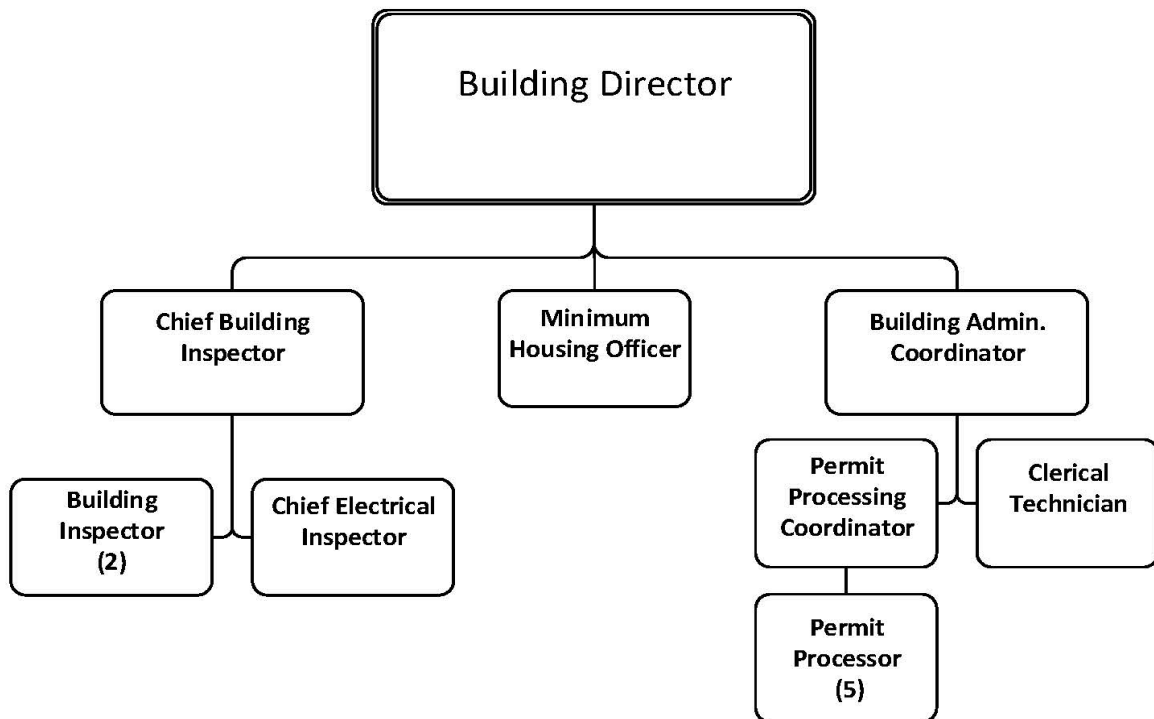 Building Director
Chief Building
Inspector
Minimum
Housing Officer
Building Admin.
Coordinator
Building
Inspector
(2)
Chief Electrical
Inspector
Permit
Processing
Coordinator
Clerical
Technician
Permit
Processor
(5)